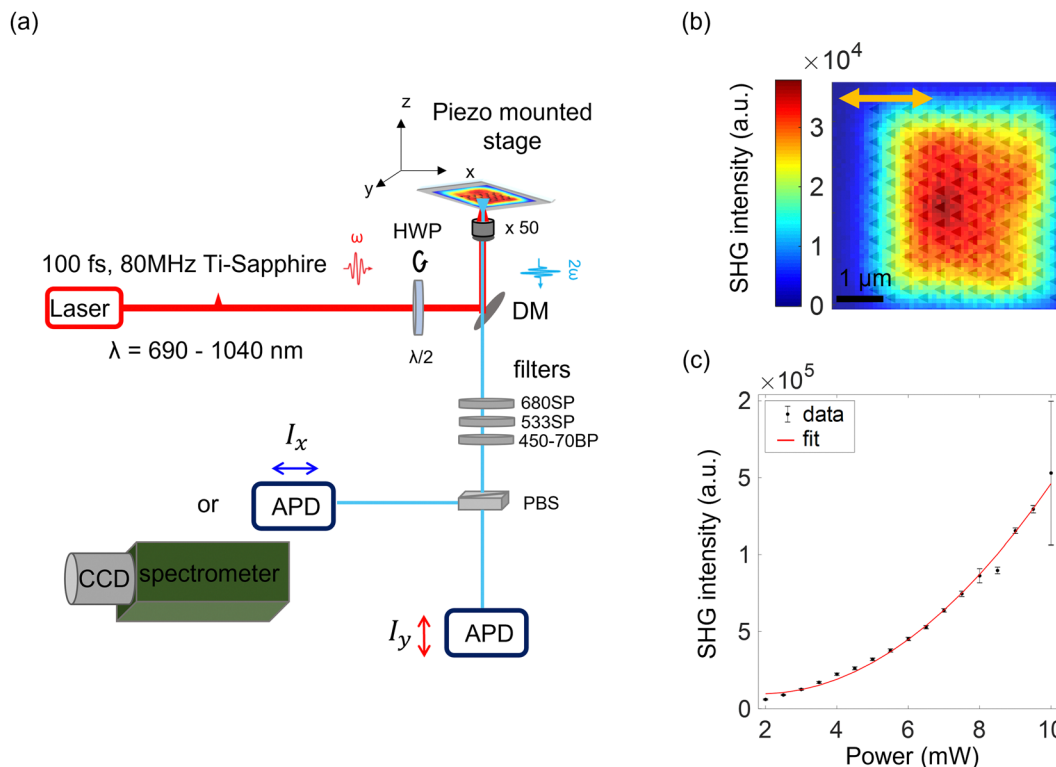 (a)
z
Piezo mounted
stage
x
y
HWP
x 50
ω
2ω
100 fs, 80MHz Ti-Sapphire
Laser
DM
λ = 690 - 1040 nm
λ/2
filters
680SP
533SP
450-70BP
I_x
or
APD
PBS
CCD
spectrometer
I_y
APD
(b)
× 10⁴
SHG intensity (a.u.)
3
2
1
0
1 μm
(c)
× 10⁵
SHG intensity (a.u.)
2
5
1
5
0
data
fit
2 4 6 8 10
Power (mW)